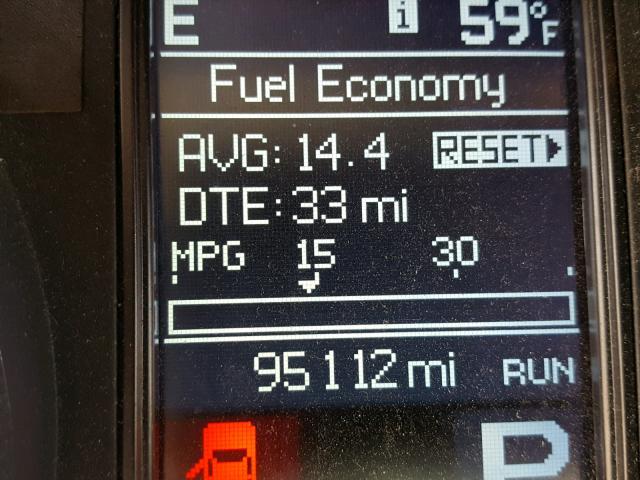 E i 59°F
Fuel Economy
AVG: 14.4 RESET
DTE: 33 mi
MPG 15 30
95112 mi RUN
P